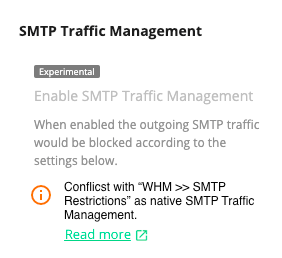 SMTP Traffic Management
Experimental
Enable SMTP Traffic Management
When enabled the outgoing SMTP traffic
would be blocked according to the
settings below.
Conflicst with “WHM >> SMTP
Restrictions” as native SMTP Traffic
Management.
Read more